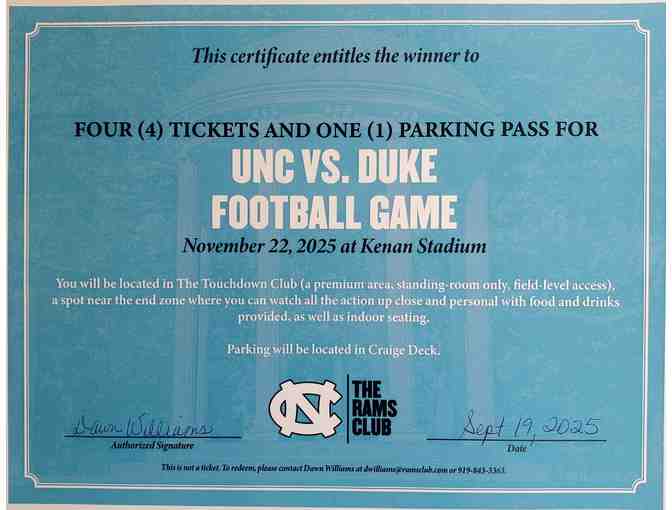 This certificate entitles the winner to
FOUR (4) TICKETS AND ONE (1) PARKING PASS FOR
UNC VS. DUKE
FOOTBALL GAME
November 22, 2025 at Kenan Stadium
You will be located in The Touchdown Club (a premium area, standing-room only, field-level access),
a spot near the end zone where you can watch all the action up close and personal with food and drinks
provided, as well as indoor seating.
Parking will be located in Craige Deck.
NC
THE
RAMS
CLUB
Dawn Williams
Authorized Signature
Sept 19, 2025
Date
This is not a ticket. To redeem, please contact Dawn Williams at dwilliams@ramsclub.com or 919-843-3363.